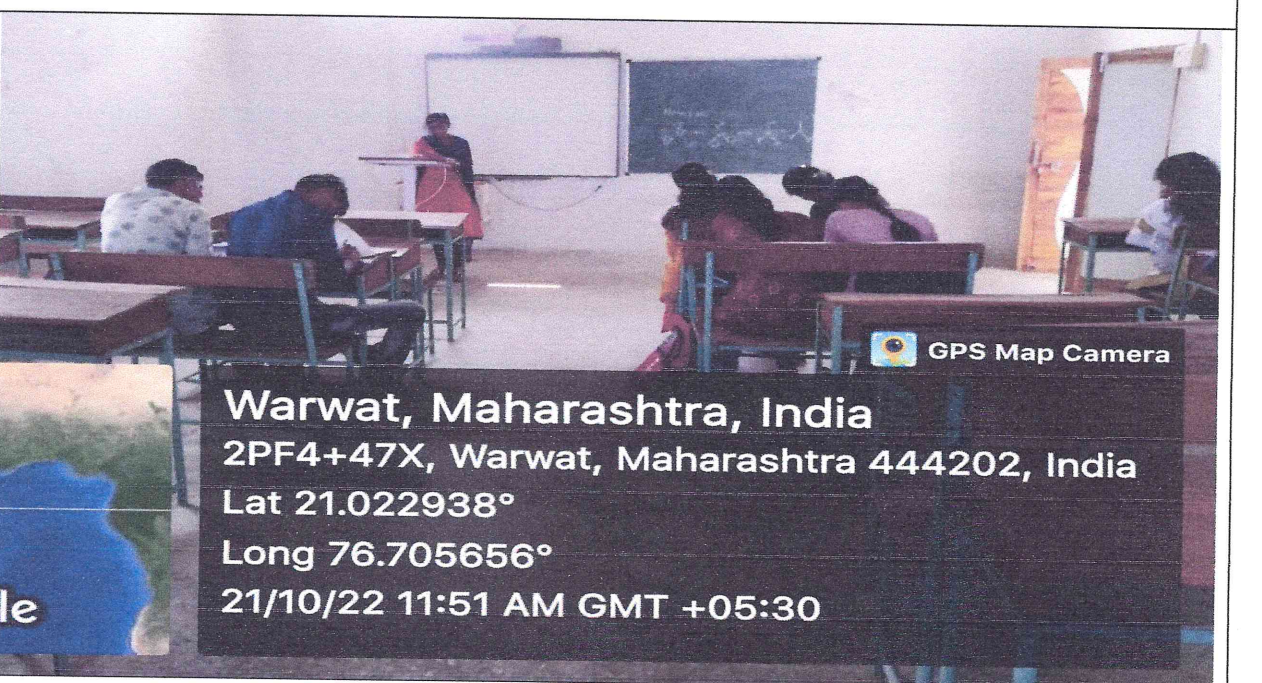 GPS Map Camera
Warwat, Maharashtra, India
2PF4+47X, Warwat, Maharashtra 444202, India
Lat 21.022938°
Long 76.705656°
21/10/22 11:51 AM GMT +05:30
le